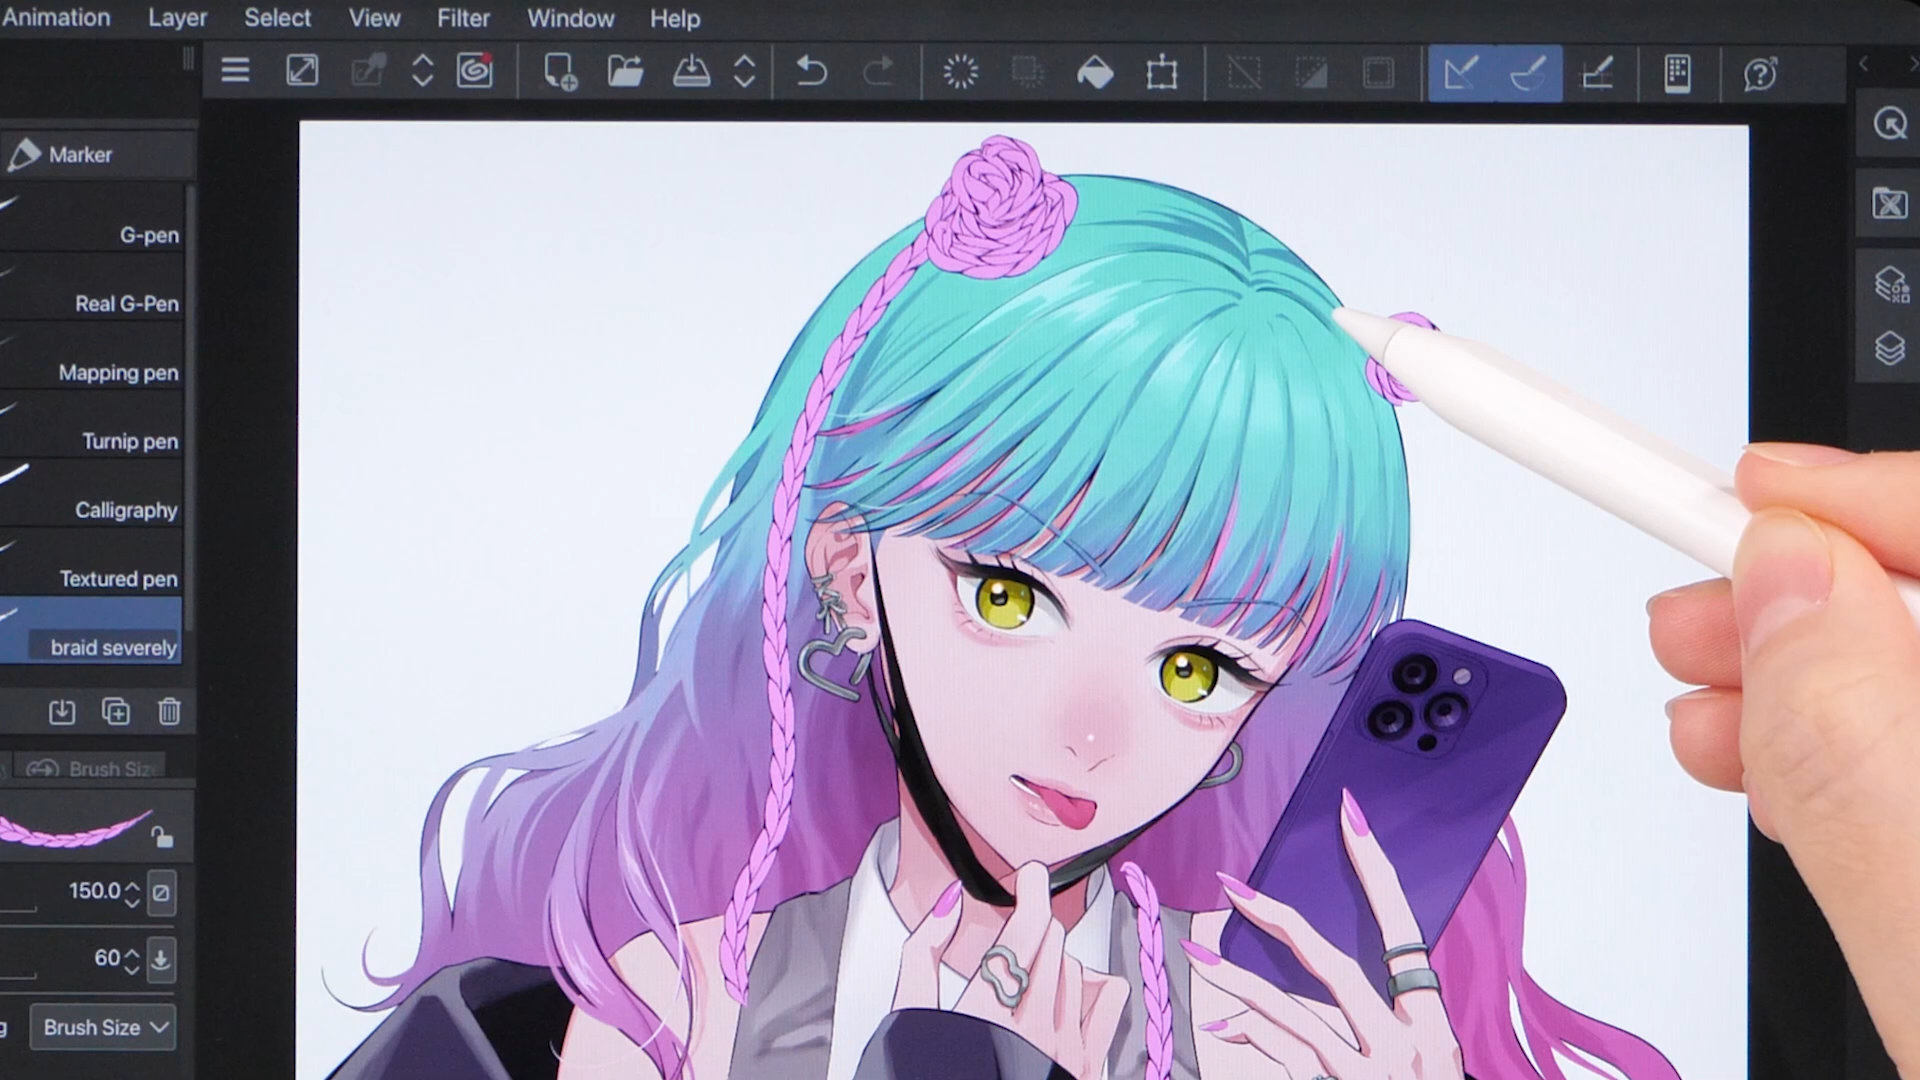 Animation Layer Select View Filter Window Help
Marker
G-pen
Real G-Pen
Mapping pen
Turnip pen
Calligraphy
Textured pen
braid severely
Brush Siz
150.0
60
g Brush Size